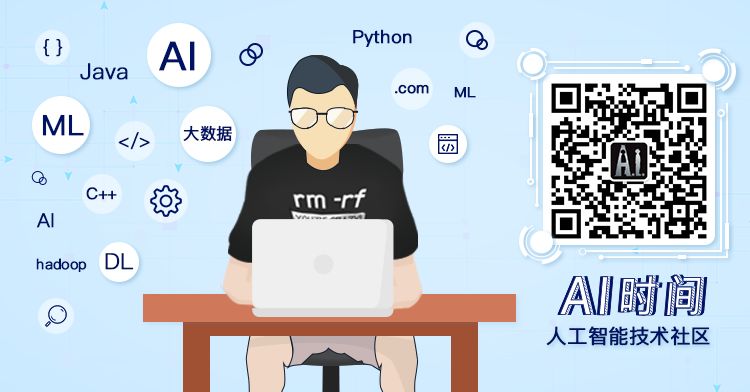 { }
Java
AI
Python
.com
ML
ML
</>
大数据
C++
AI
hadoop
DL
rm -rf
A.I.
AI时间
人工智能技术社区